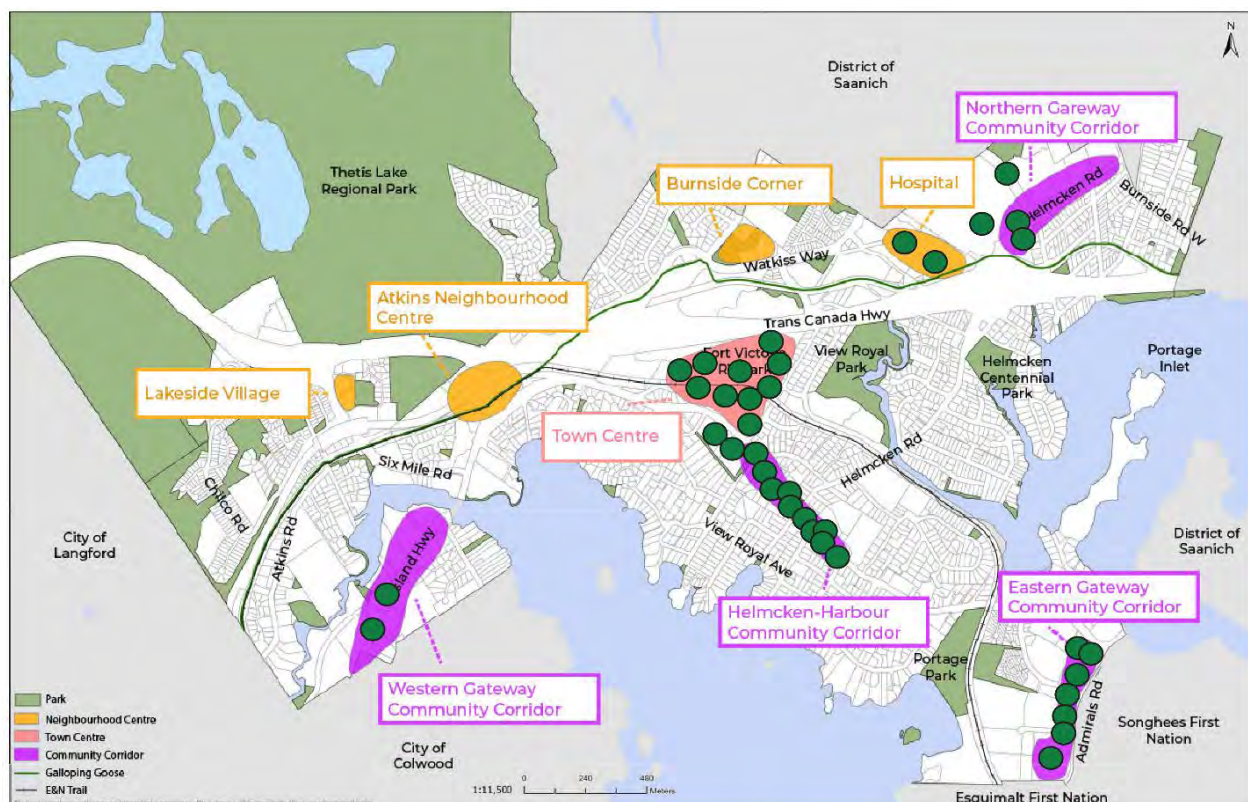 N
District of
Saanich
Northern Gareway
Community Corridor
Thetis Lake
Regional Park
Burnside Corner
Hospital
Helmcken Rd
Burnside Rd W
Watkiss Way
Atkins Neighbourhood
Centre
Trans Canada Hwy
Fort Victoria
RV Park
View Royal
Park
Helmcken
Centennial
Park
Portage
Inlet
Lakeside Village
Town Centre
Six Mile Rd
Helmcken Rd
Chilco Rd
City of
Langford
Atkins Rd
Island Hwy
View Royal Ave
District of
Saanich
Eastern Gateway
Community Corridor
Helmcken-Harbour
Community Corridor
Portage
Park
Western Gateway
Community Corridor
Admirals Rd
Songhees First
Nation
City of
Colwood
Esquimalt First Nation
Park
Neighbourhood Centre
Town Centre
Community Corridor
Galloping Goose
E&N Trail
0 240 480
1:11,500 Meters